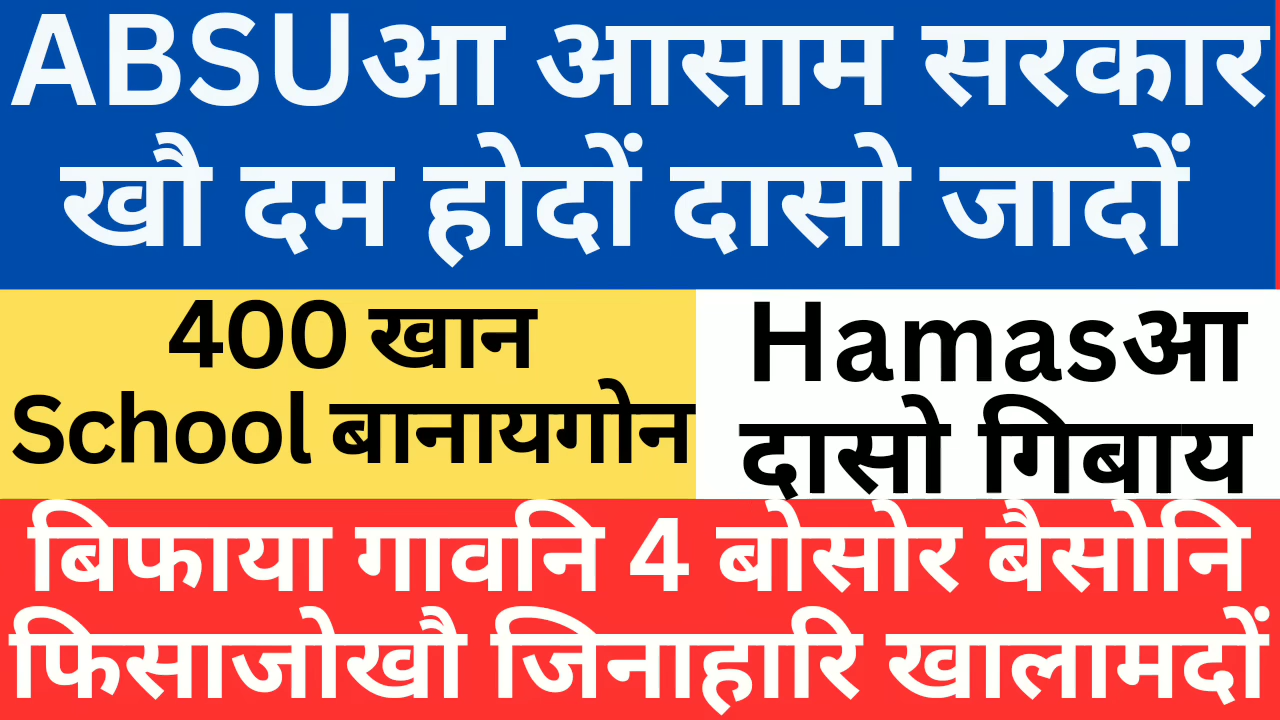 ABSUआ आसाम सरकार
खौ दम होदों दासो जादों
400 खान
School बानायगोन
Hamasआ
दासो गिबाय
बिफाया गावनि 4 बोसोर बैसोनि
फिसाजोखौ जिनाहारि खालामदों